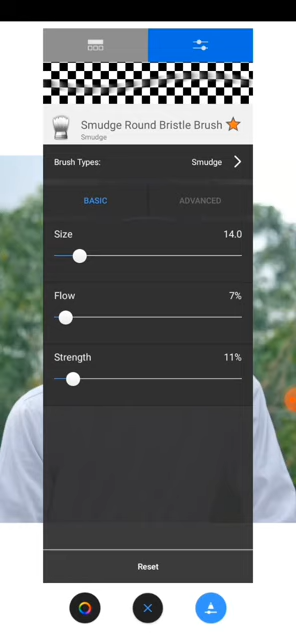 Smudge Round Bristle Brush
Smudge
Brush Types: Smudge
BASIC ADVANCED
Size 14.0
Flow 7%
Strength 11%
Reset